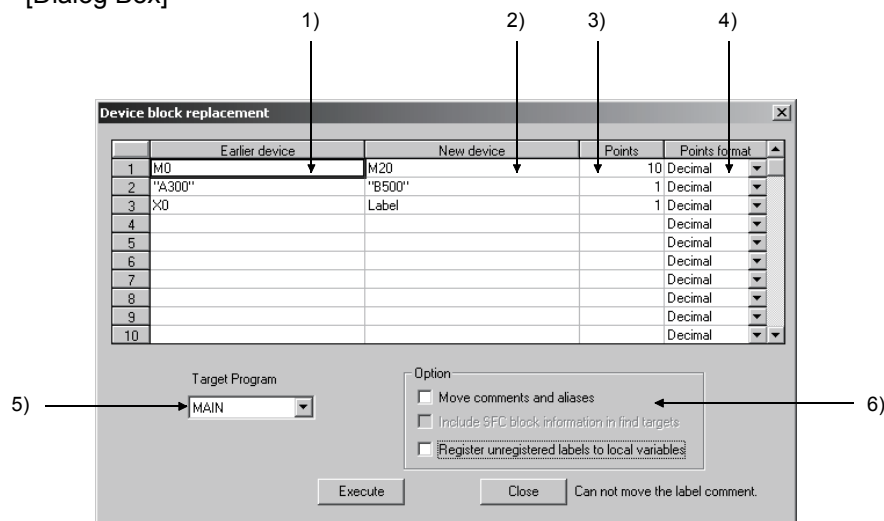 [Dialog Box]
1) 2) 3) 4)
Device block replacement
Earlier device New device Points Points format
1 M0 M20 10 Decimal
2 "A300" "B500" 1 Decimal
3 X0 Label 1 Decimal
4 Decimal
5 Decimal
6 Decimal
7 Decimal
8 Decimal
9 Decimal
10 Decimal
Target Program
Option
5) MAIN
Move comments and aliases 6)
Include SFC block information in find targets
Register unregistered labels to local variables
Execute Close Can not move the label comment.